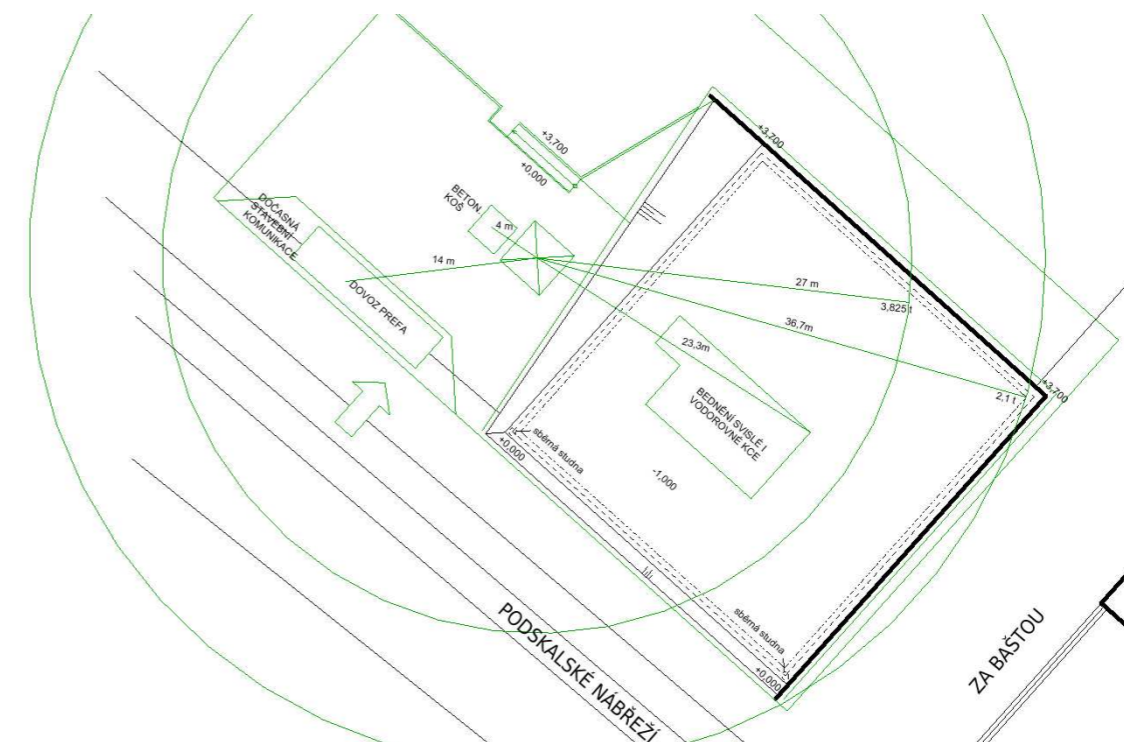 +3,700
+0,000
+3,700
BETON.
KOŠ
4 m
DOČASNÁ
STAVEBNÍ
KOMUNIKACE
14 m
DOVOZ PREFA
27 m
3,825 t
36,7m
23,3m
2,1 t
+3,700
BEDNĚNÍ SVISLÉ I
VODOROVNÉ KCE
sběrná studna
+0,000
-1,000
sběrná studna
+0,000
PODSKALSKÉ NÁBŘEŽÍ
ZA BAŠTOU